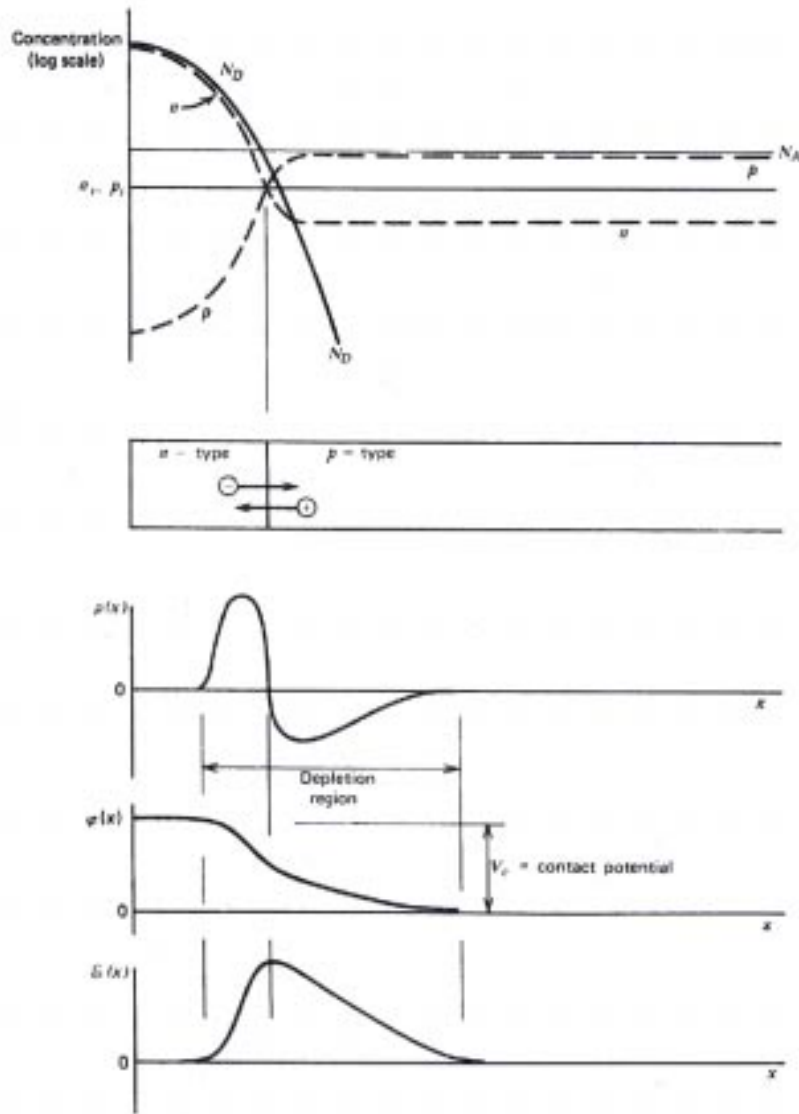 Concentration
(log scale)
N_D
n
N_A
p
n_i, p_i
n
p
N_D
n - type
p - type
−
+
ρ(x)
0
x
Depletion
region
φ(x)
V_c = contact potential
0
x
ℰ(x)
0
x